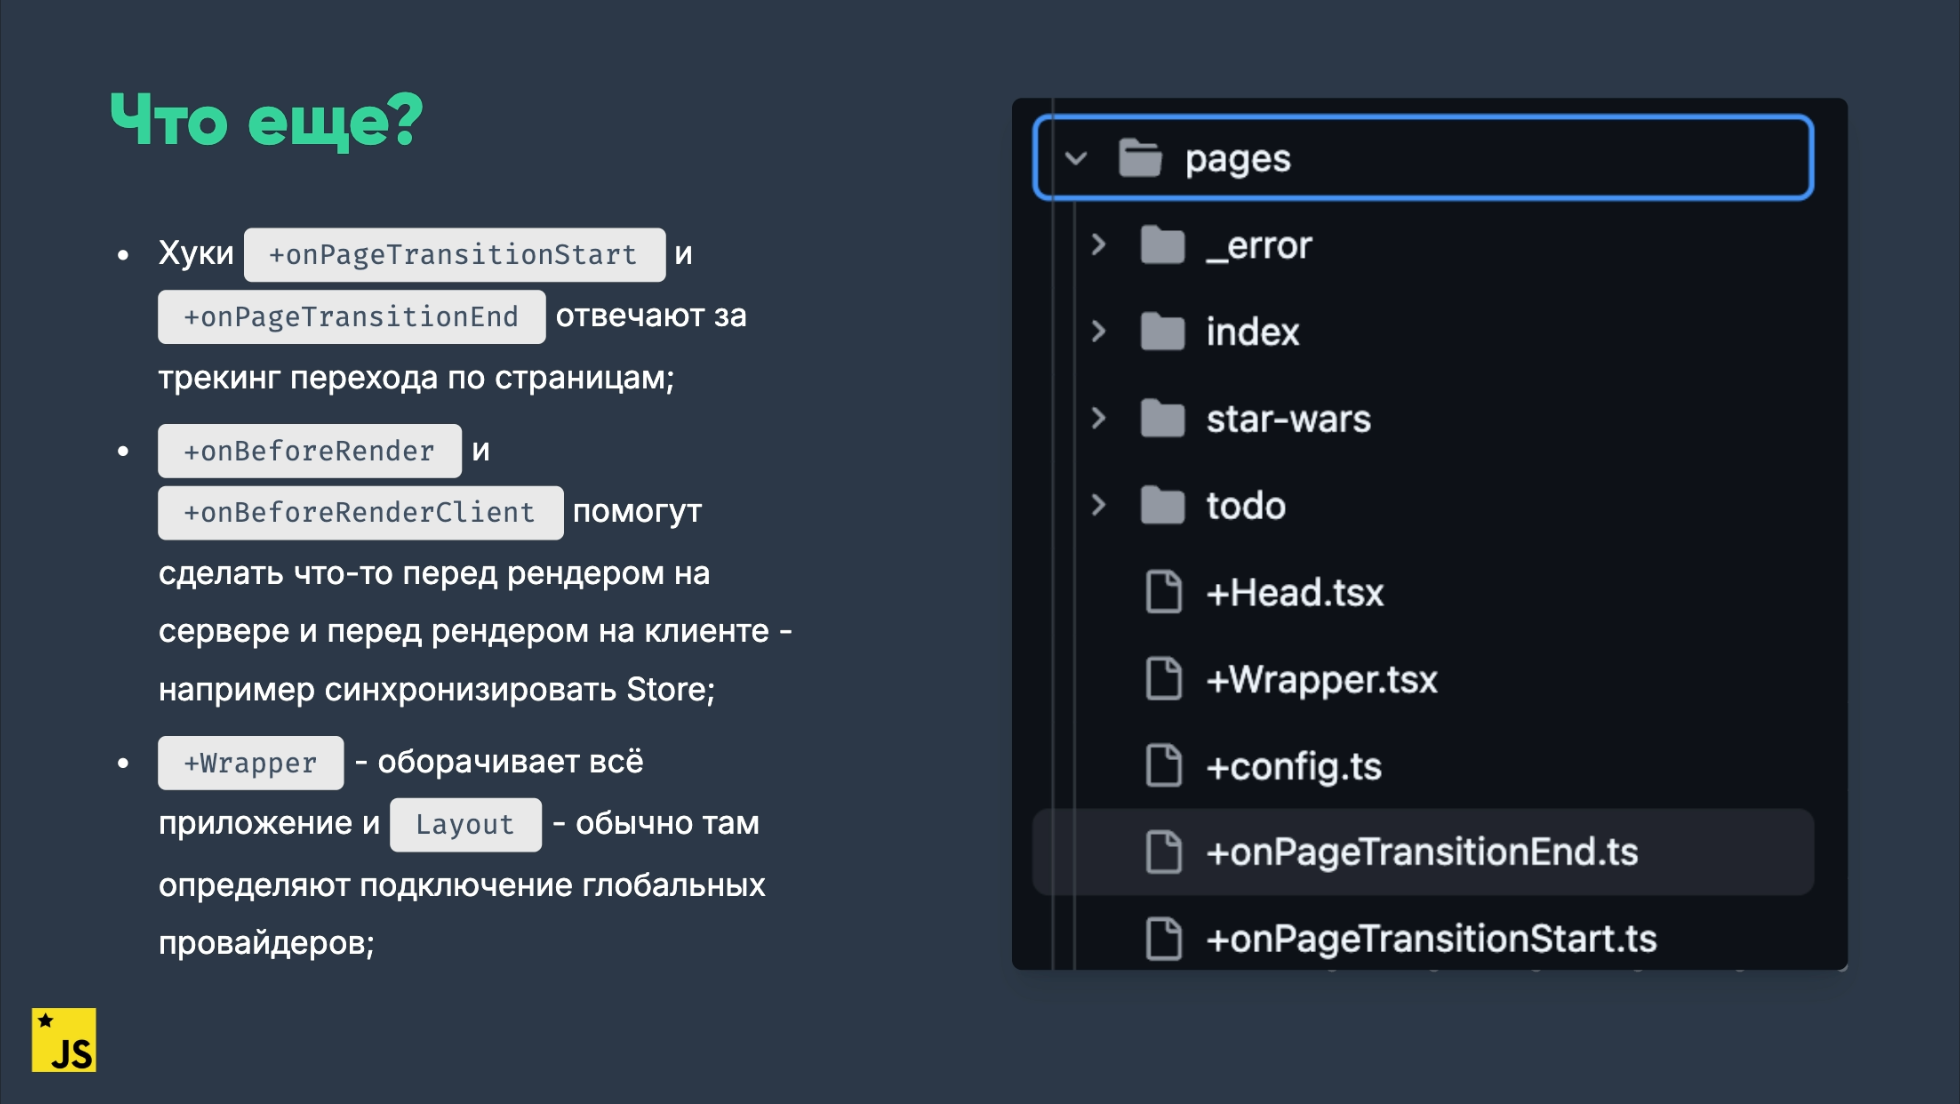 Что еще?
• Хуки +onPageTransitionStart и
+onPageTransitionEnd отвечают за
трекинг перехода по страницам;
• +onBeforeRender и
+onBeforeRenderClient помогут
сделать что-то перед рендером на
сервере и перед рендером на клиенте -
например синхронизировать Store;
• +Wrapper - оборачивает всё
приложение и Layout - обычно там
определяют подключение глобальных
провайдеров;
pages
_error
index
star-wars
todo
+Head.tsx
+Wrapper.tsx
+config.ts
+onPageTransitionEnd.ts
+onPageTransitionStart.ts
JS